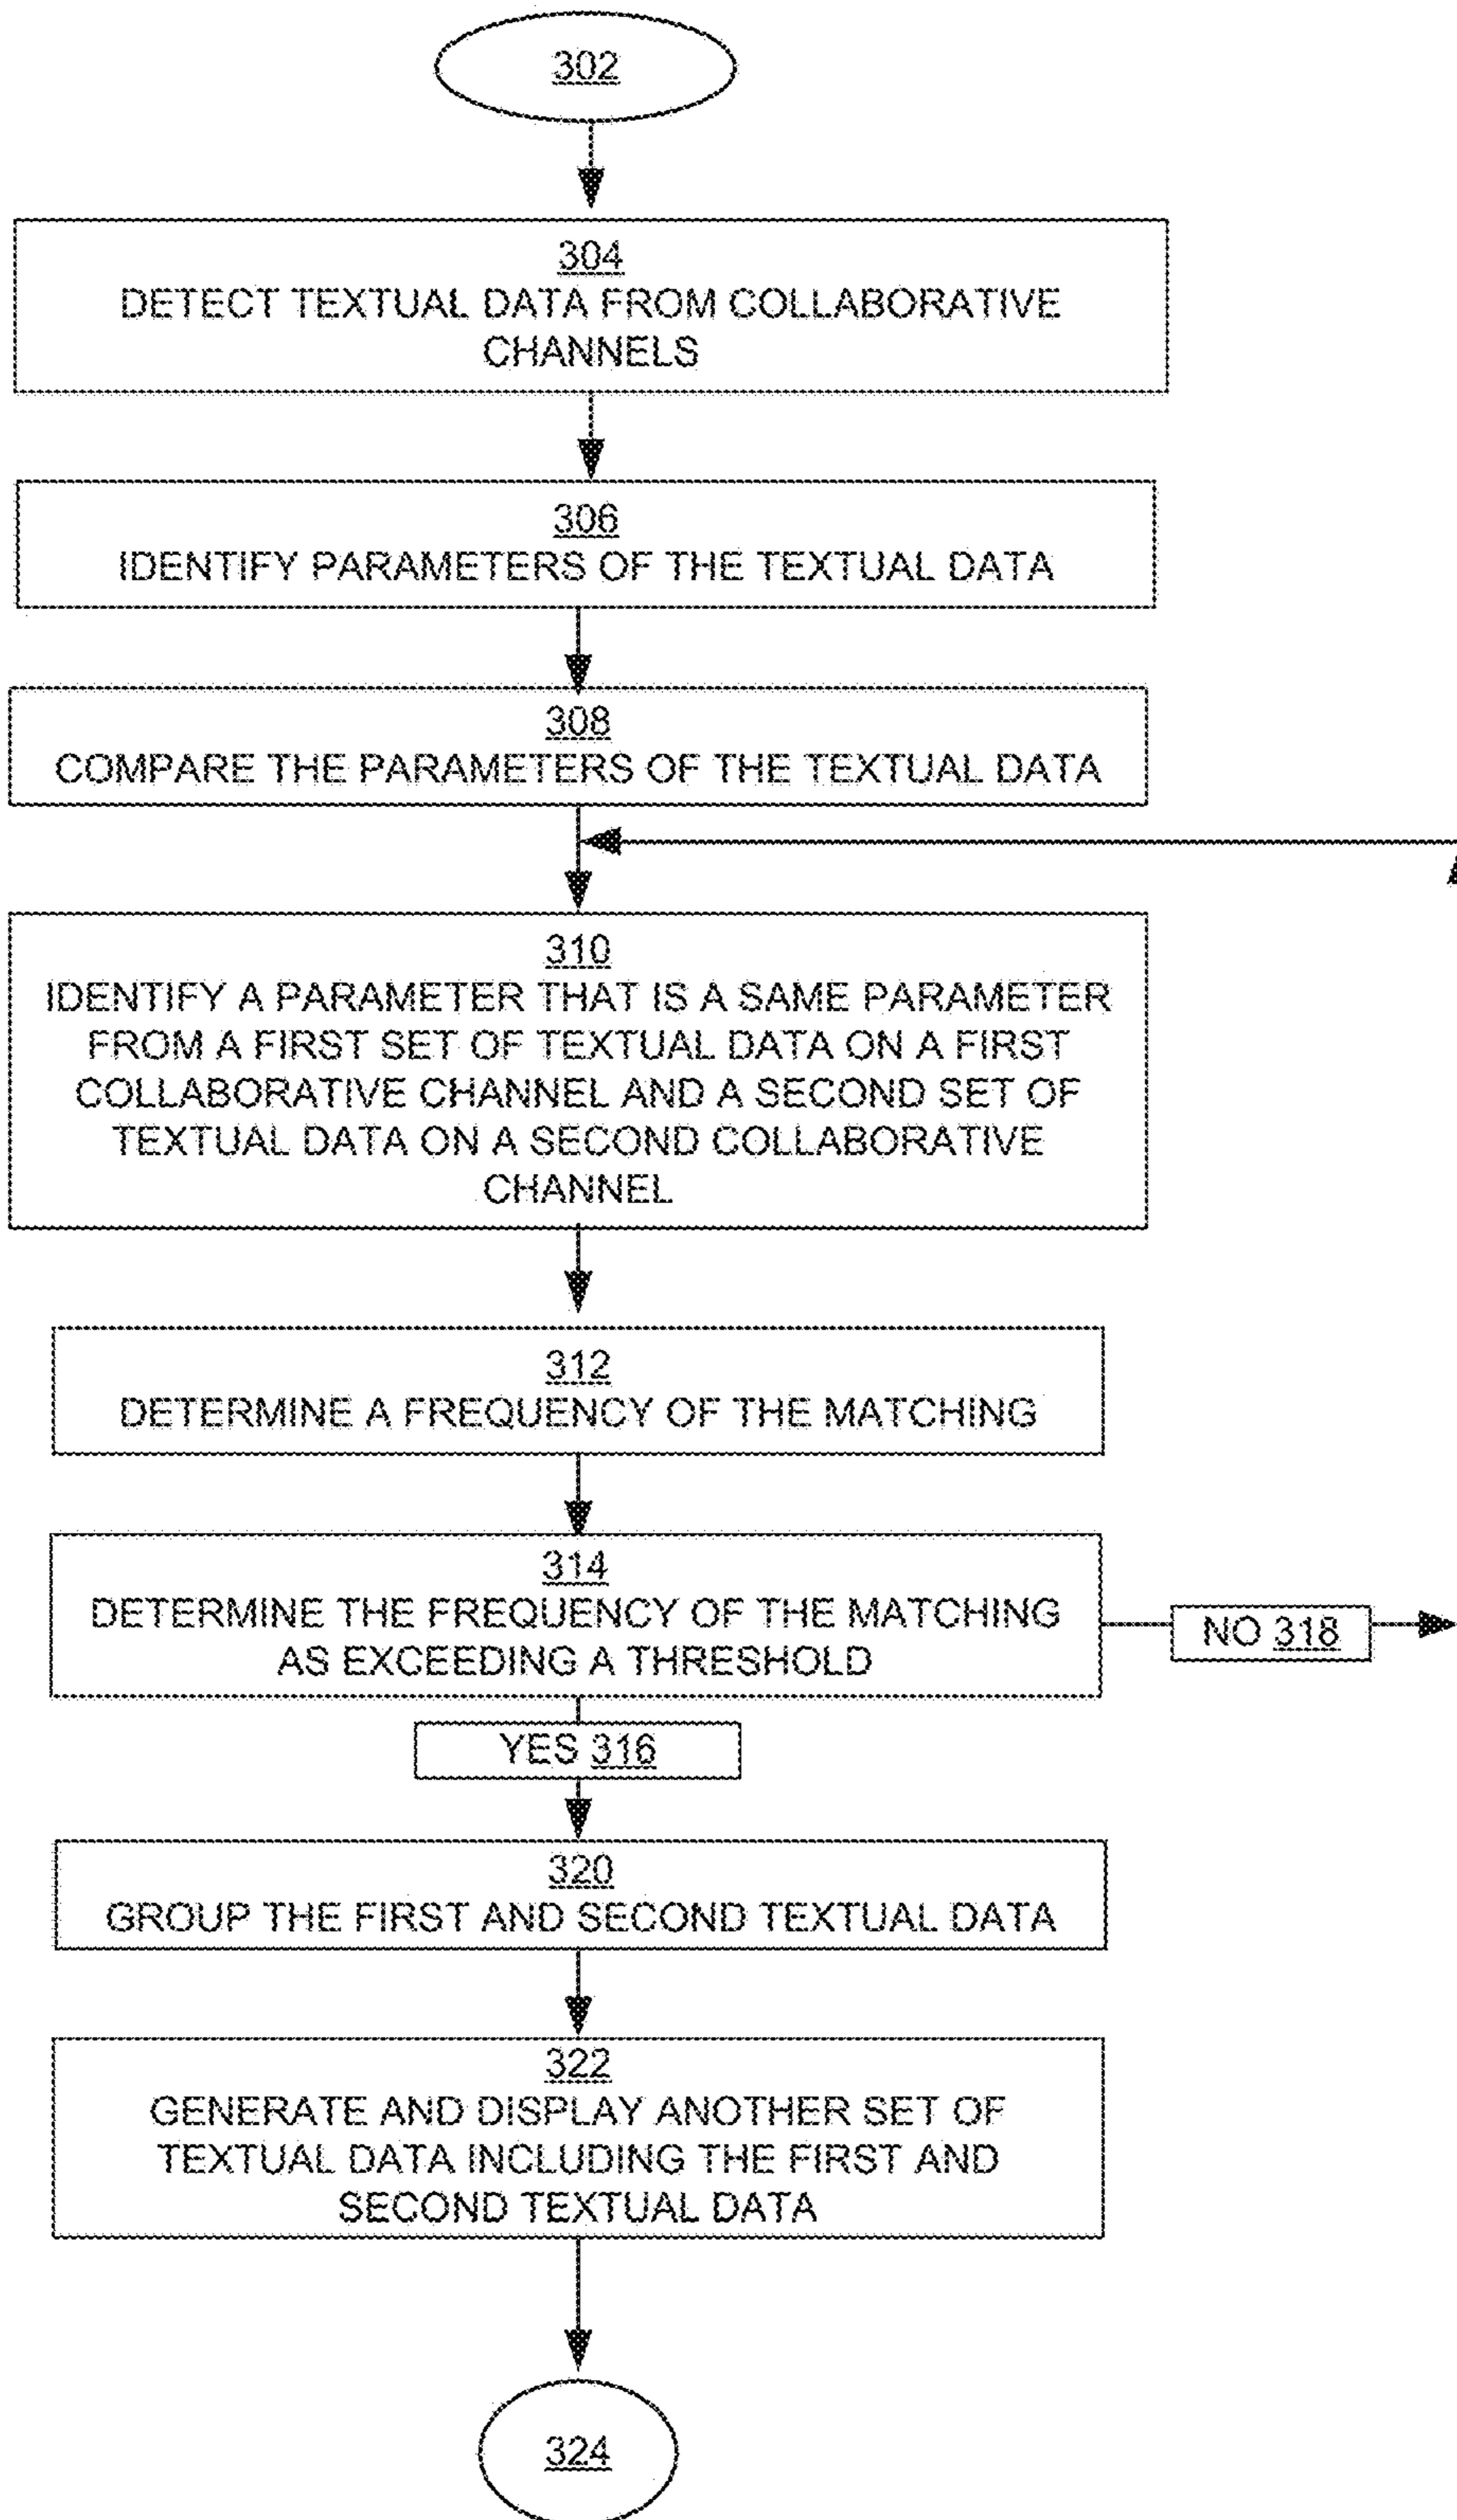 302
304
DETECT TEXTUAL DATA FROM COLLABORATIVE
CHANNELS
306
IDENTIFY PARAMETERS OF THE TEXTUAL DATA
308
COMPARE THE PARAMETERS OF THE TEXTUAL DATA
310
IDENTIFY A PARAMETER THAT IS A SAME PARAMETER
FROM A FIRST SET OF TEXTUAL DATA ON A FIRST
COLLABORATIVE CHANNEL AND A SECOND SET OF
TEXTUAL DATA ON A SECOND COLLABORATIVE
CHANNEL
312
DETERMINE A FREQUENCY OF THE MATCHING
314
DETERMINE THE FREQUENCY OF THE MATCHING
AS EXCEEDING A THRESHOLD
NO 318
YES 316
320
GROUP THE FIRST AND SECOND TEXTUAL DATA
322
GENERATE AND DISPLAY ANOTHER SET OF
TEXTUAL DATA INCLUDING THE FIRST AND
SECOND TEXTUAL DATA
324